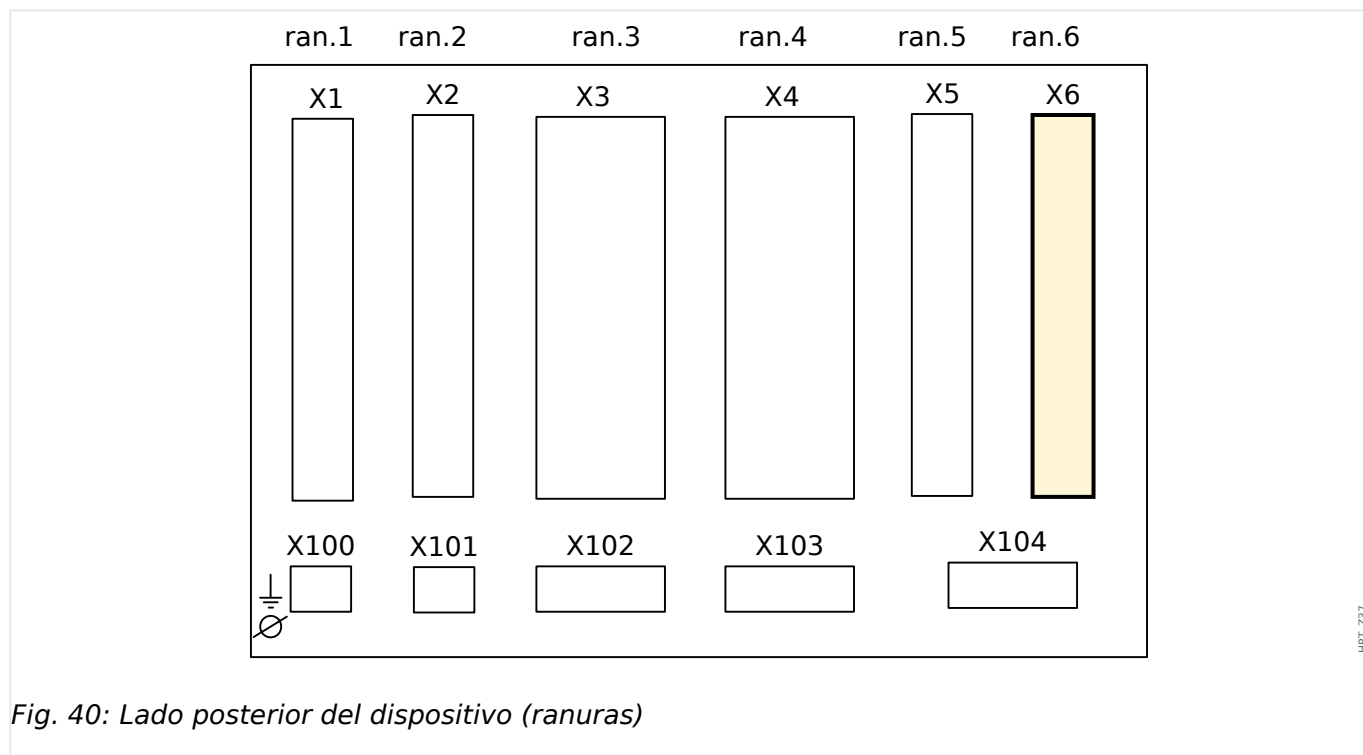 ran.1 ran.2 ran.3 ran.4 ran.5 ran.6
X1 X2 X3 X4 X5 X6
X100 X101 X102 X103 X104
Fig. 40: Lado posterior del dispositivo (ranuras)